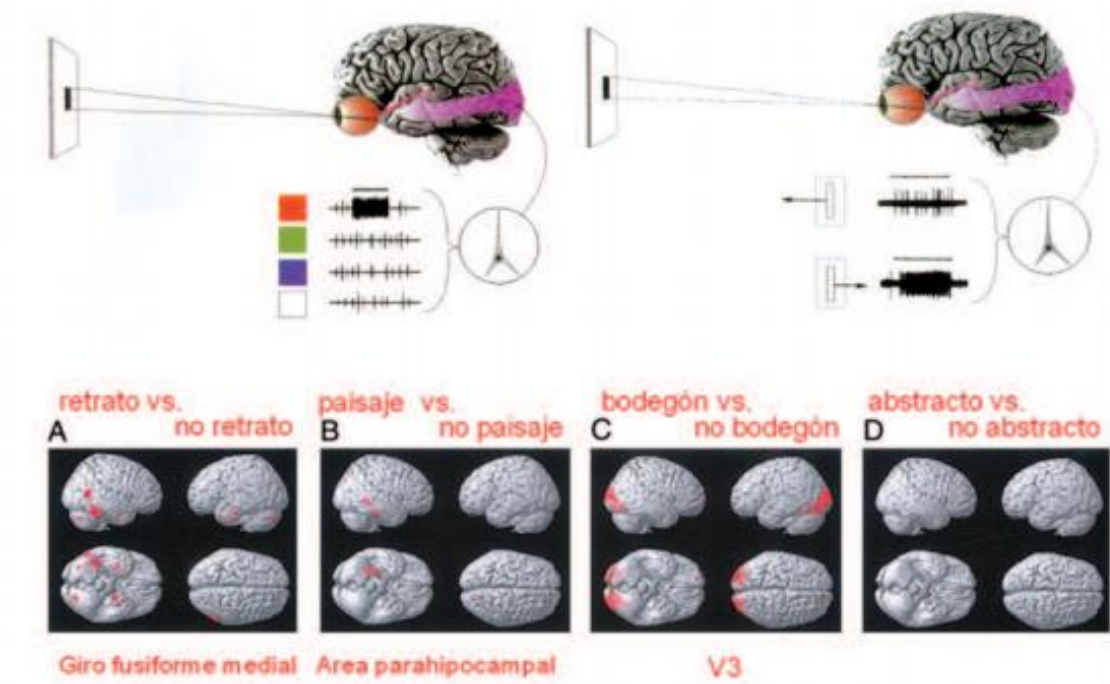 retrato vs.
no retrato
A
paisaje vs.
no paisaje
B
bodegón vs.
no bodegón
C
abstracto vs.
no abstracto
D
Giro fusiforme medial
Area parahipocampal
V3